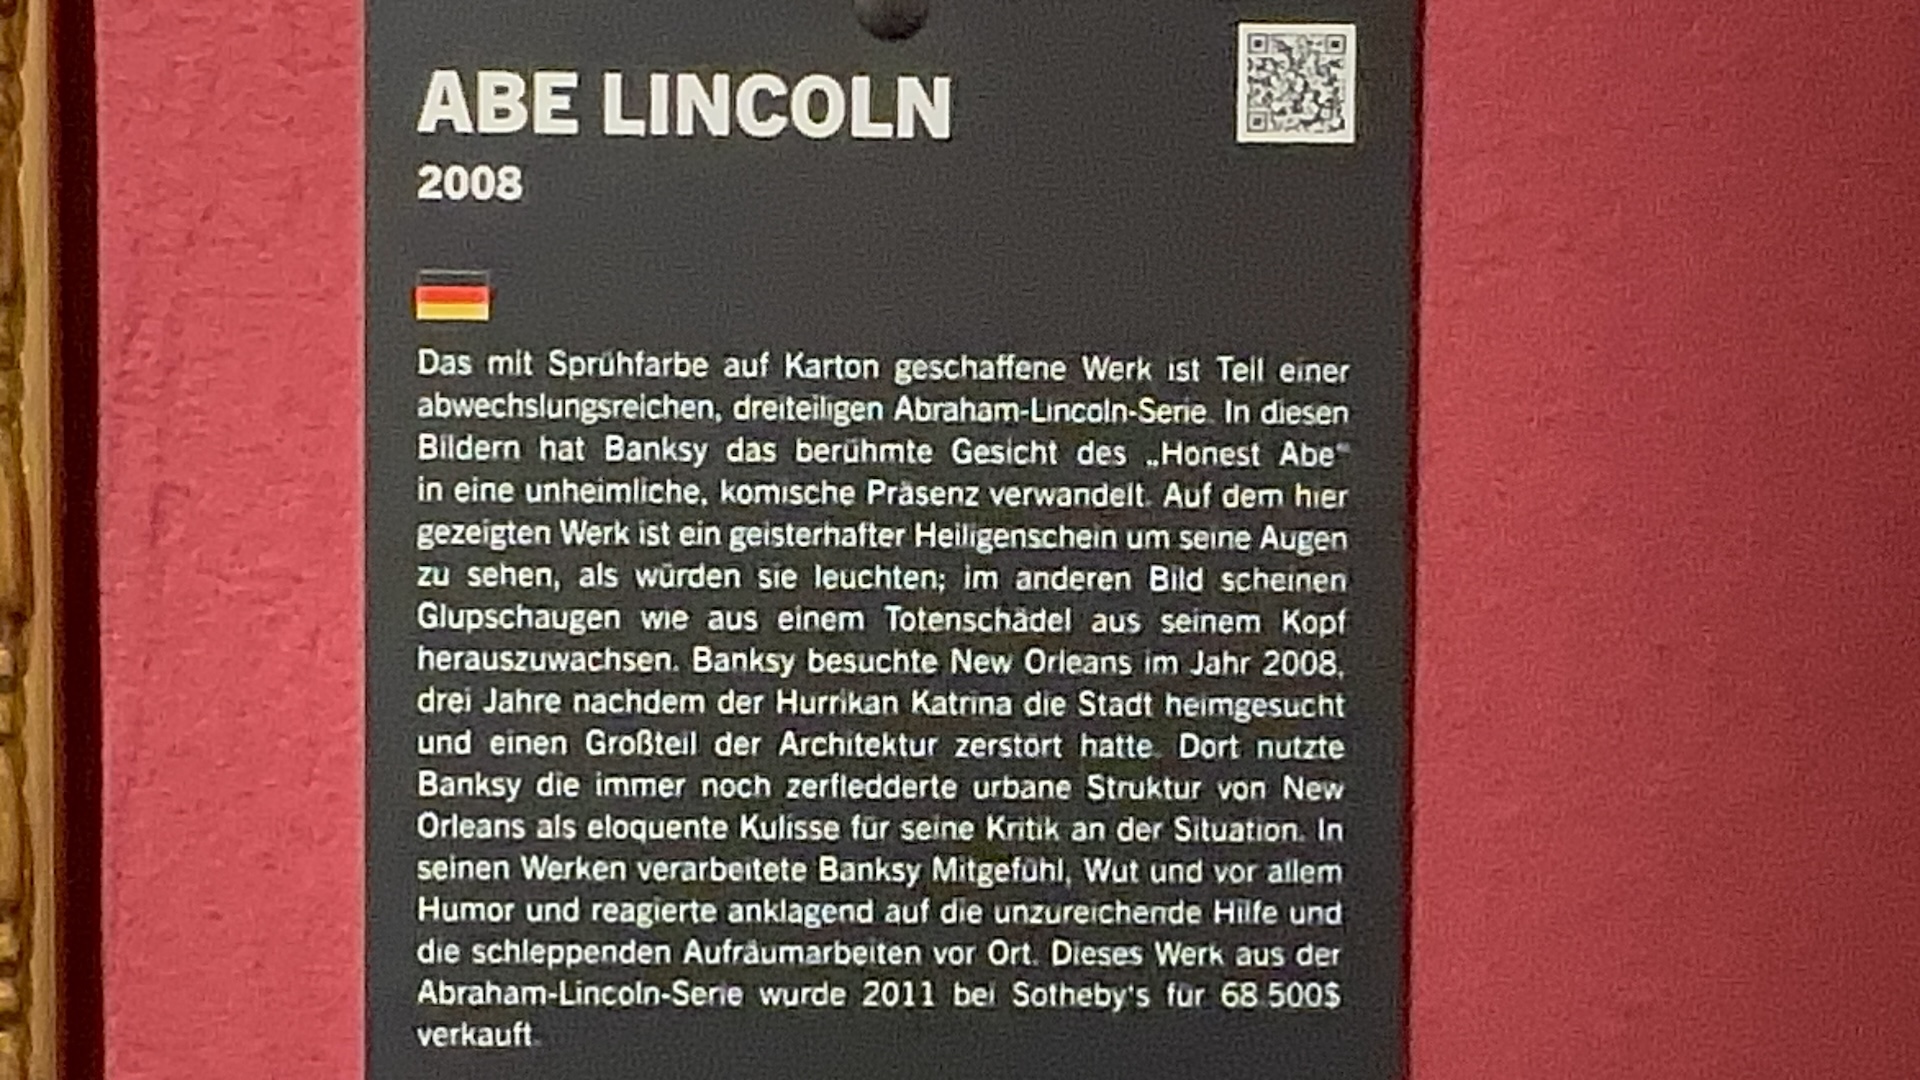 ABE LINCOLN
2008
Das mit Sprühfarbe auf Karton geschaffene Werk ist Teil einer
abwechslungsreichen, dreiteiligen Abraham-Lincoln-Serie. In diesen
Bildern hat Banksy das berühmte Gesicht des „Honest Abe“
in eine unheimliche, komische Präsenz verwandelt. Auf dem hier
gezeigten Werk ist ein geisterhafter Heiligenschein um seine Augen
zu sehen, als würden sie leuchten; im anderen Bild scheinen
Glupschaugen wie aus einem Totenschädel aus seinem Kopf
herauszuwachsen. Banksy besuchte New Orleans im Jahr 2008,
drei Jahre nachdem der Hurrikan Katrina die Stadt heimgesucht
und einen Großteil der Architektur zerstört hatte. Dort nutzte
Banksy die immer noch zerfledderte urbane Struktur von New
Orleans als eloquente Kulisse für seine Kritik an der Situation. In
seinen Werken verarbeitete Banksy Mitgefühl, Wut und vor allem
Humor und reagierte anklagend auf die unzureichende Hilfe und
die schleppenden Aufräumarbeiten vor Ort. Dieses Werk aus der
Abraham-Lincoln-Serie wurde 2011 bei Sotheby's für 68.500$
verkauft.